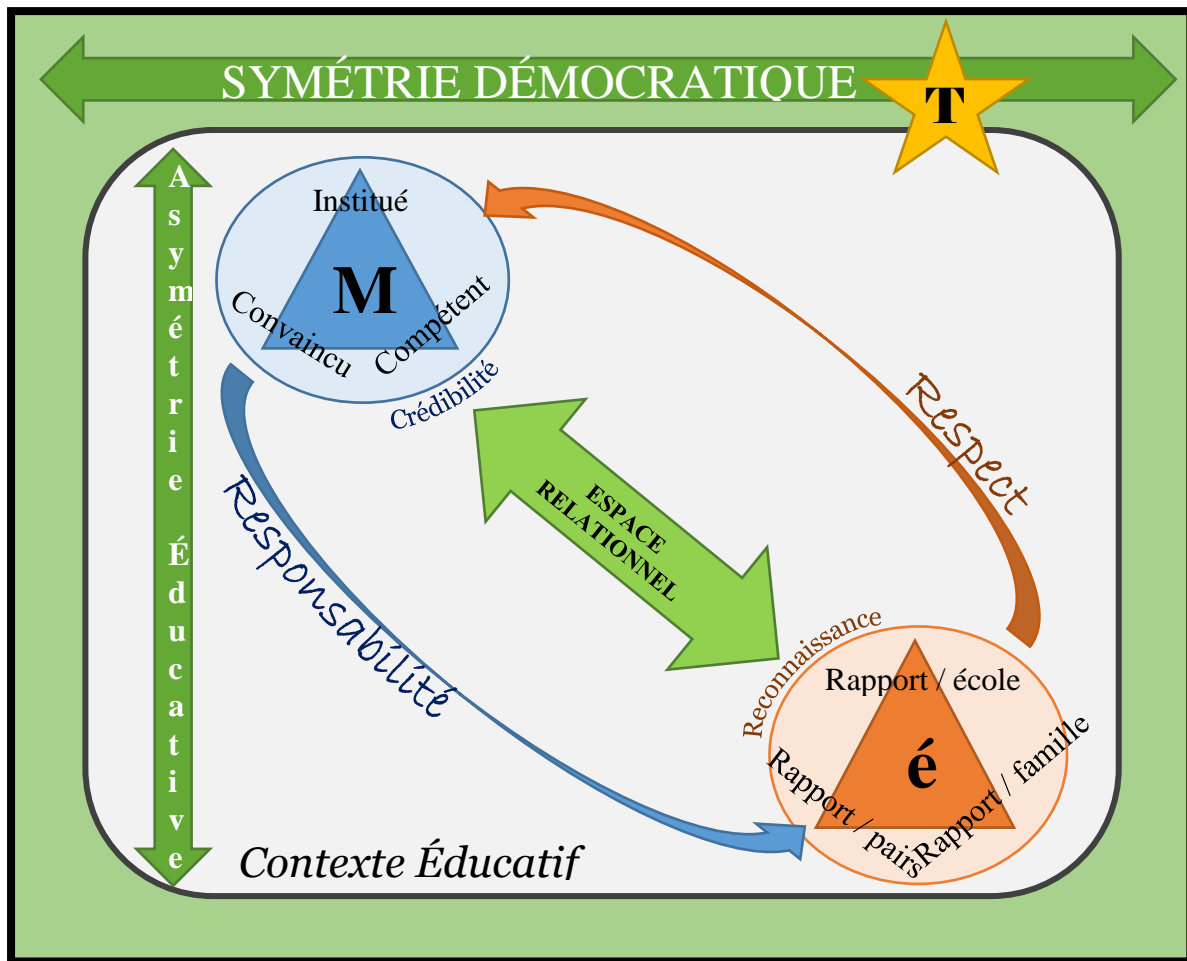 SYMÉTRIE DÉMOCRATIQUE
T
Assymétrie Éducative
Institué
M
Convaincu
Compétent
Crédibilité
Respect
ESPACE
RELATIONNEL
Responsabilité
Reconnaissance
Rapport / école
é
Rapport / pairs
Rapport / famille
Contexte Éducatif